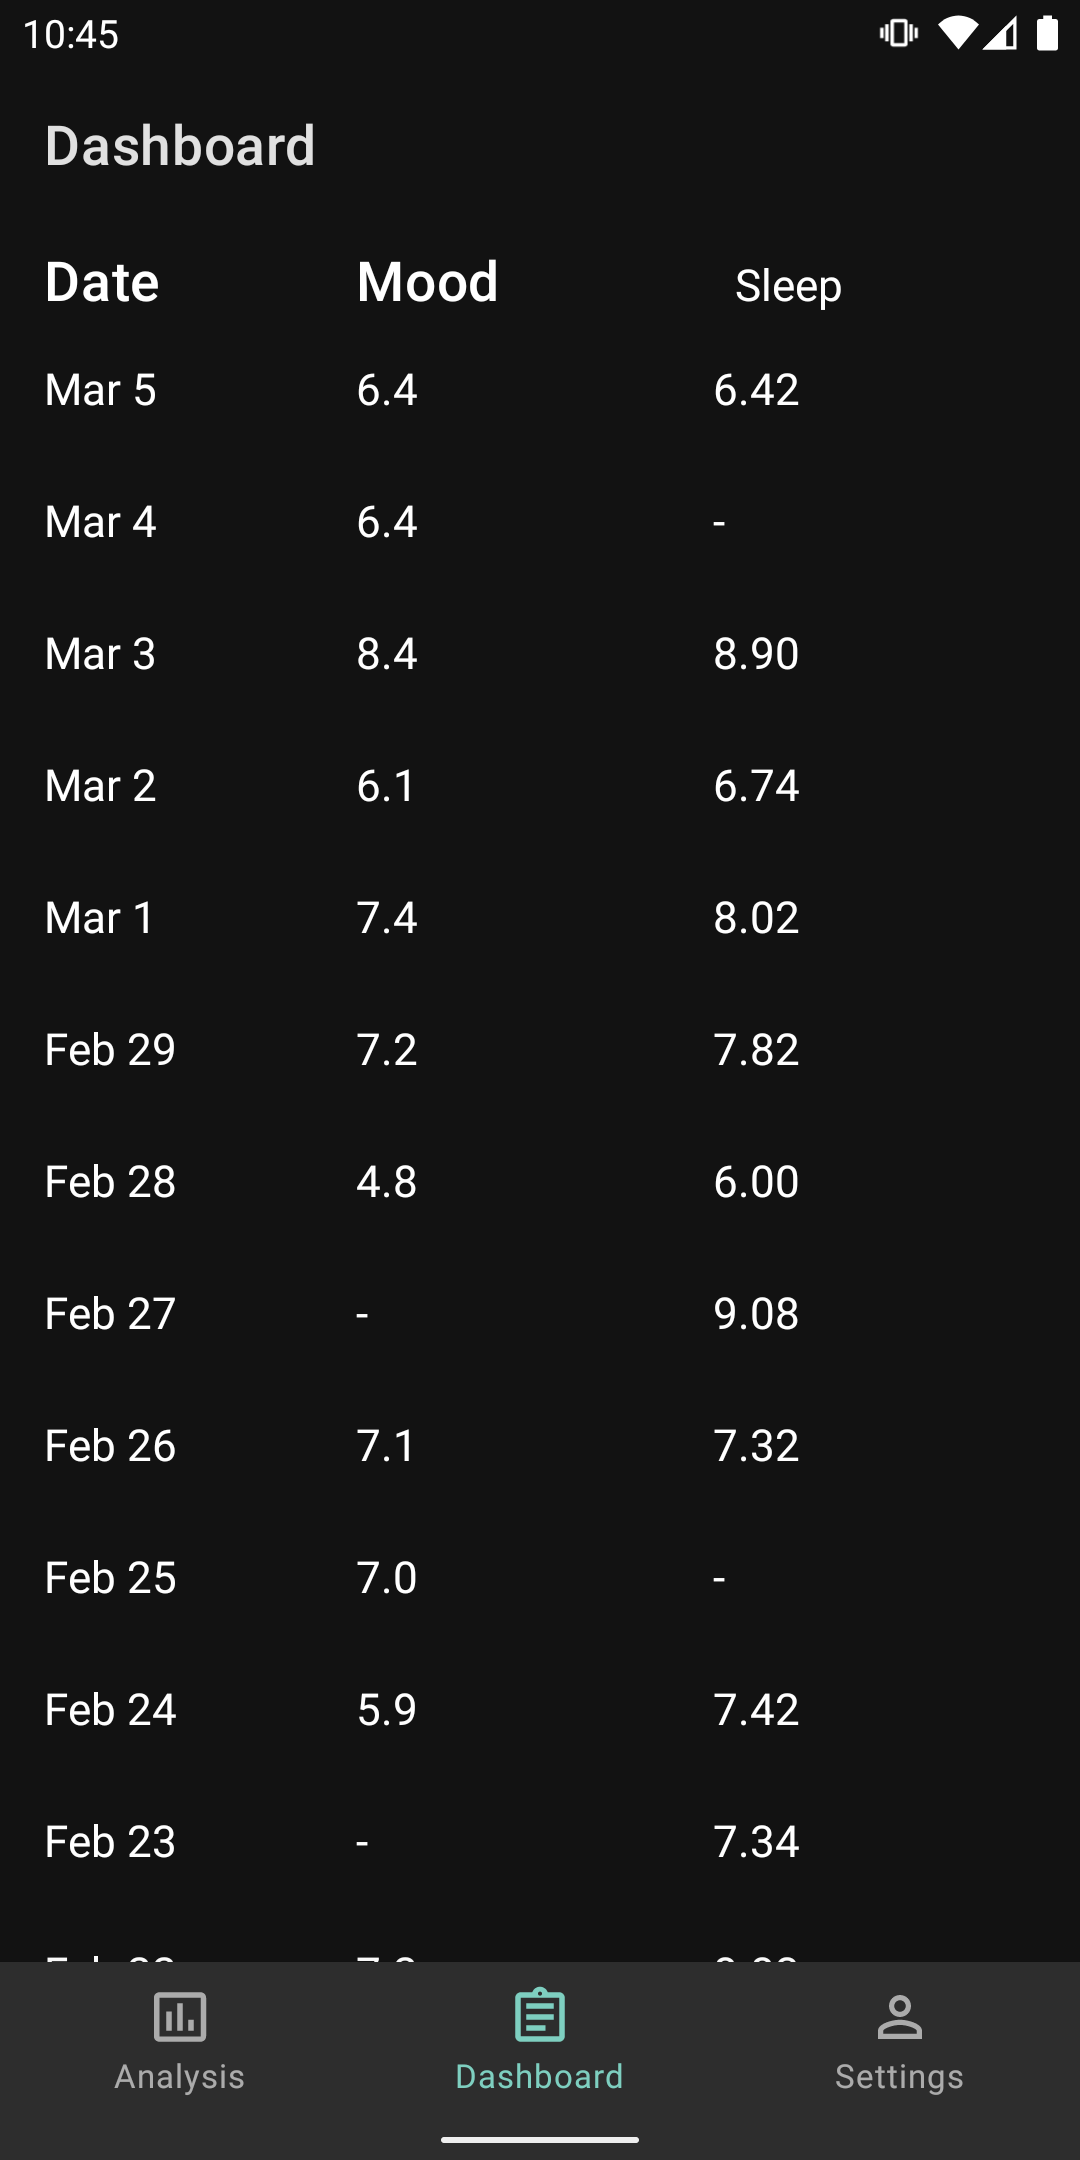 10:45
Dashboard
Date Mood Sleep
Mar 5 6.4 6.42
Mar 4 6.4 -
Mar 3 8.4 8.90
Mar 2 6.1 6.74
Mar 1 7.4 8.02
Feb 29 7.2 7.82
Feb 28 4.8 6.00
Feb 27 - 9.08
Feb 26 7.1 7.32
Feb 25 7.0 -
Feb 24 5.9 7.42
Feb 23 - 7.34
Analysis Dashboard Settings